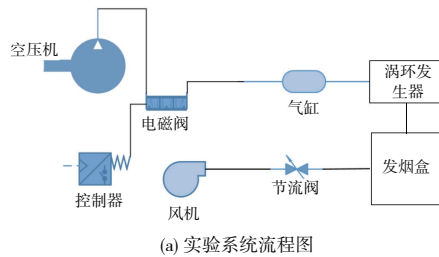 空压机
涡环发
生器
电磁阀
气缸
发烟盒
控制器
风机
节流阀
(a) 实验系统流程图